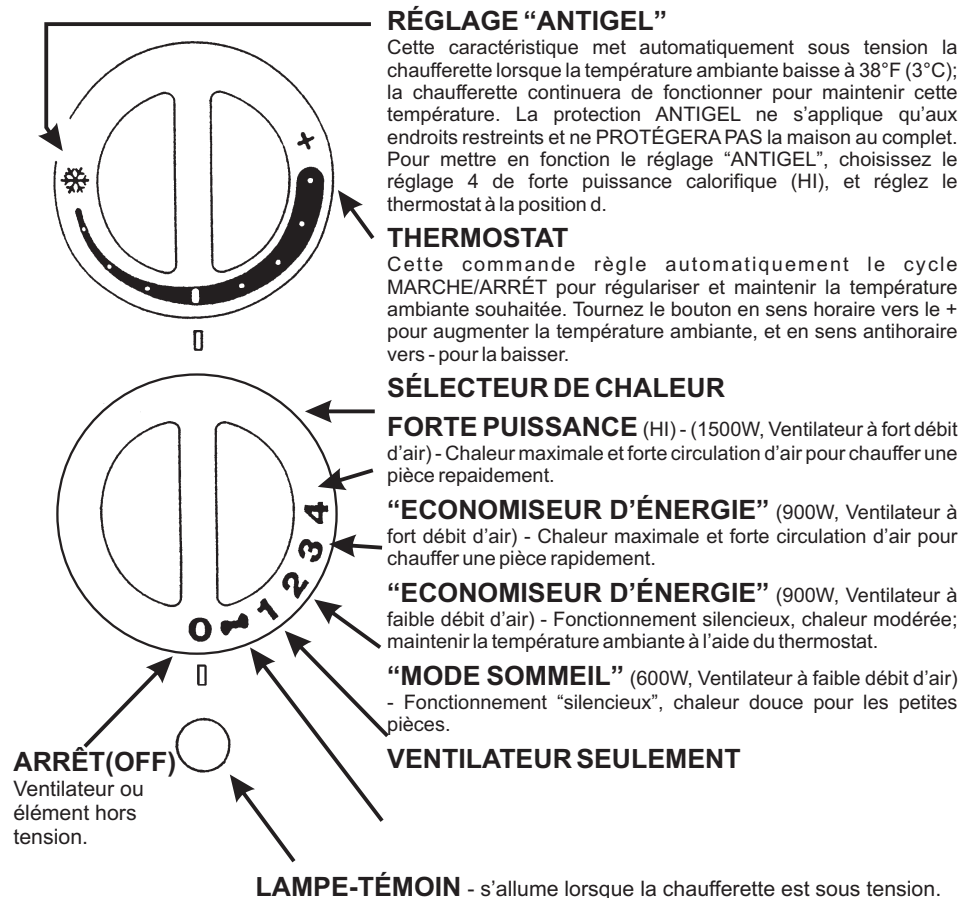 RÉGLAGE “ANTIGEL”
Cette caractéristique met automatiquement sous tension la
chaufferette lorsque la température ambiante baisse à 38°F (3°C);
la chaufferette continuera de fonctionner pour maintenir cette
température. La protection ANTIGEL ne s’applique qu’aux
endroits restreints et ne PROTÉGERA PAS la maison au complet.
Pour mettre en fonction le réglage “ANTIGEL”, choisissez le
réglage 4 de forte puissance calorifique (HI), et réglez le
thermostat à la position d.
+
THERMOSTAT
Cette commande règle automatiquement le cycle
MARCHE/ARRÉT pour régulariser et maintenir la température
ambiante souhaitée. Tournez le bouton en sens horaire vers le +
pour augmenter la température ambiante, et en sens antihoraire
vers - pour la baisser.
SÉLECTEUR DE CHALEUR
FORTE PUISSANCE (HI) - (1500W, Ventilateur à fort débit
d’air) - Chaleur maximale et forte circulation d’air pour chauffer une
pièce repaidement.
“ECONOMISEUR D’ÉNERGIE” (900W, Ventilateur à
fort débit d’air) - Chaleur maximale et forte circulation d’air pour
chauffer une pièce rapidement.
“ECONOMISEUR D’ÉNERGIE” (900W, Ventilateur à
faible débit d’air) - Fonctionnement silencieux, chaleur modérée;
maintenir la température ambiante à l’aide du thermostat.
“MODE SOMMEIL” (600W, Ventilateur à faible débit d’air)
- Fonctionnement “silencieux”, chaleur douce pour les petites
pièces.
VENTILATEUR SEULEMENT
0 1 2 3 4
ARRÊT(OFF)
Ventilateur ou
élément hors
tension.
LAMPE-TÉMOIN - s’allume lorsque la chaufferette est sous tension.